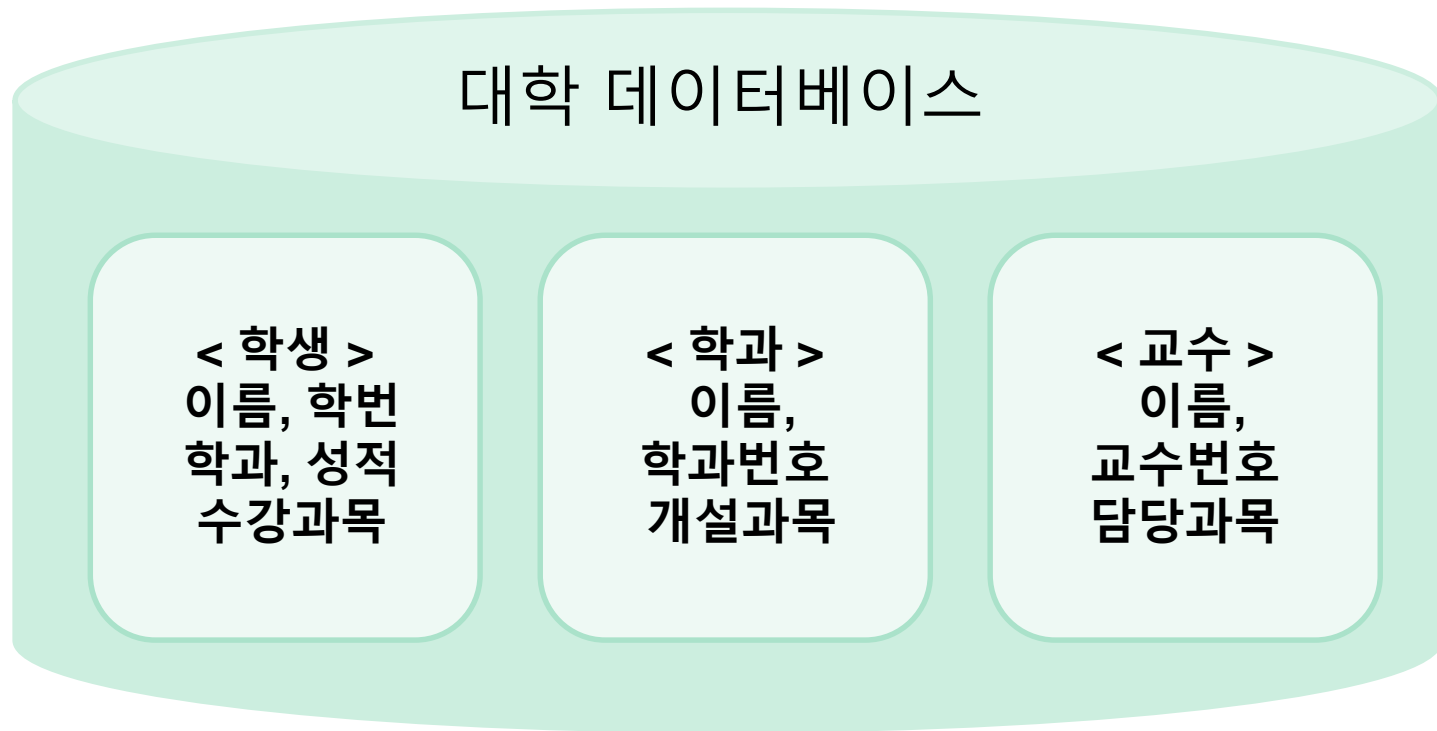 대학 데이터베이스
< 학생 >
이름, 학번
학과, 성적
수강과목
< 학과 >
이름,
학과번호
개설과목
< 교수 >
이름,
교수번호
담당과목